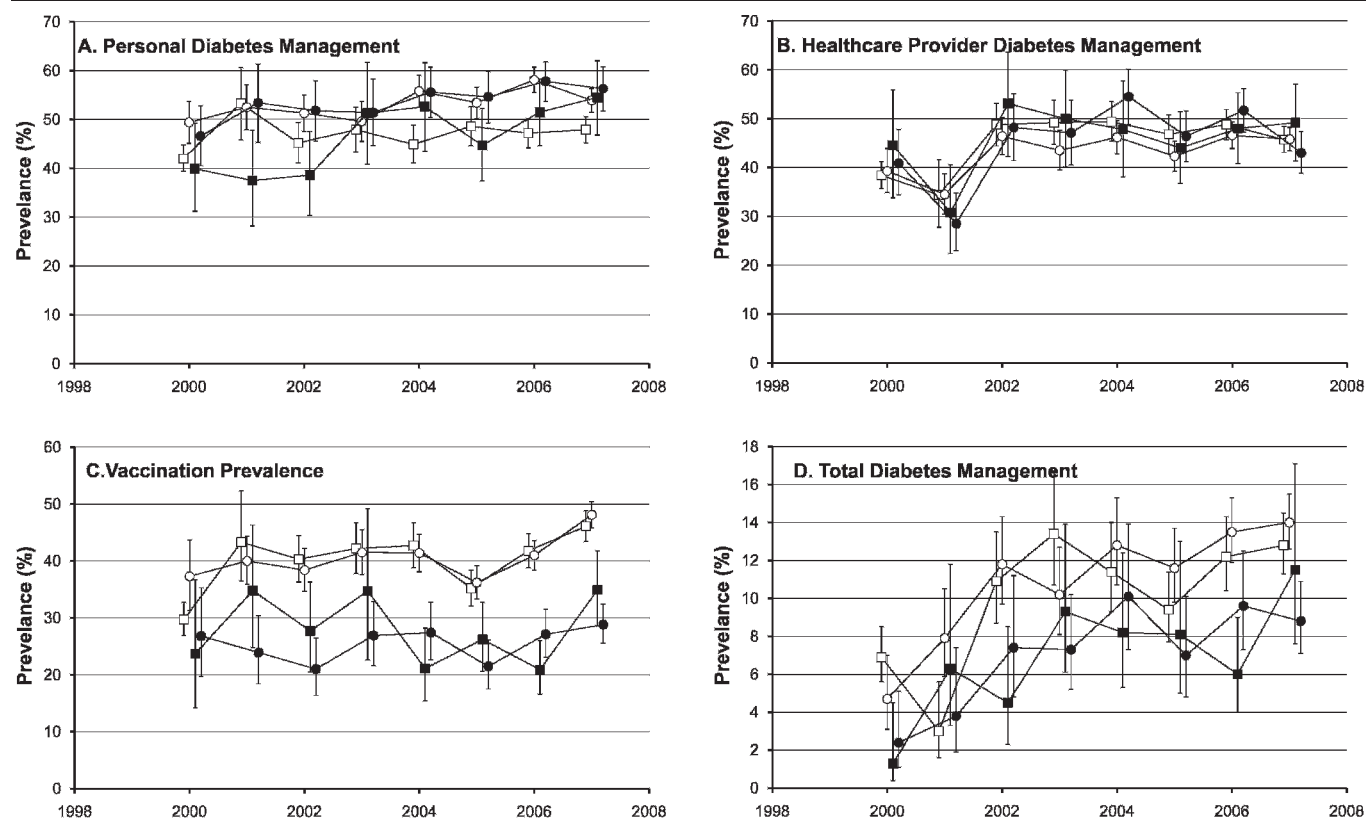 A. Personal Diabetes Management
Prevelance (%)
70
60
50
40
30
20
10
0
1998 2000 2002 2004 2006 2008
B. Healthcare Provider Diabetes Management
Prevelance (%)
70
60
50
40
30
20
10
0
1998 2000 2002 2004 2006 2008
C.Vaccination Prevalence
Prevelance (%)
60
50
40
30
20
10
0
1998 2000 2002 2004 2006 2008
D. Total Diabetes Management
Prevelance (%)
18
16
14
12
10
8
6
4
2
0
1998 2000 2002 2004 2006 2008